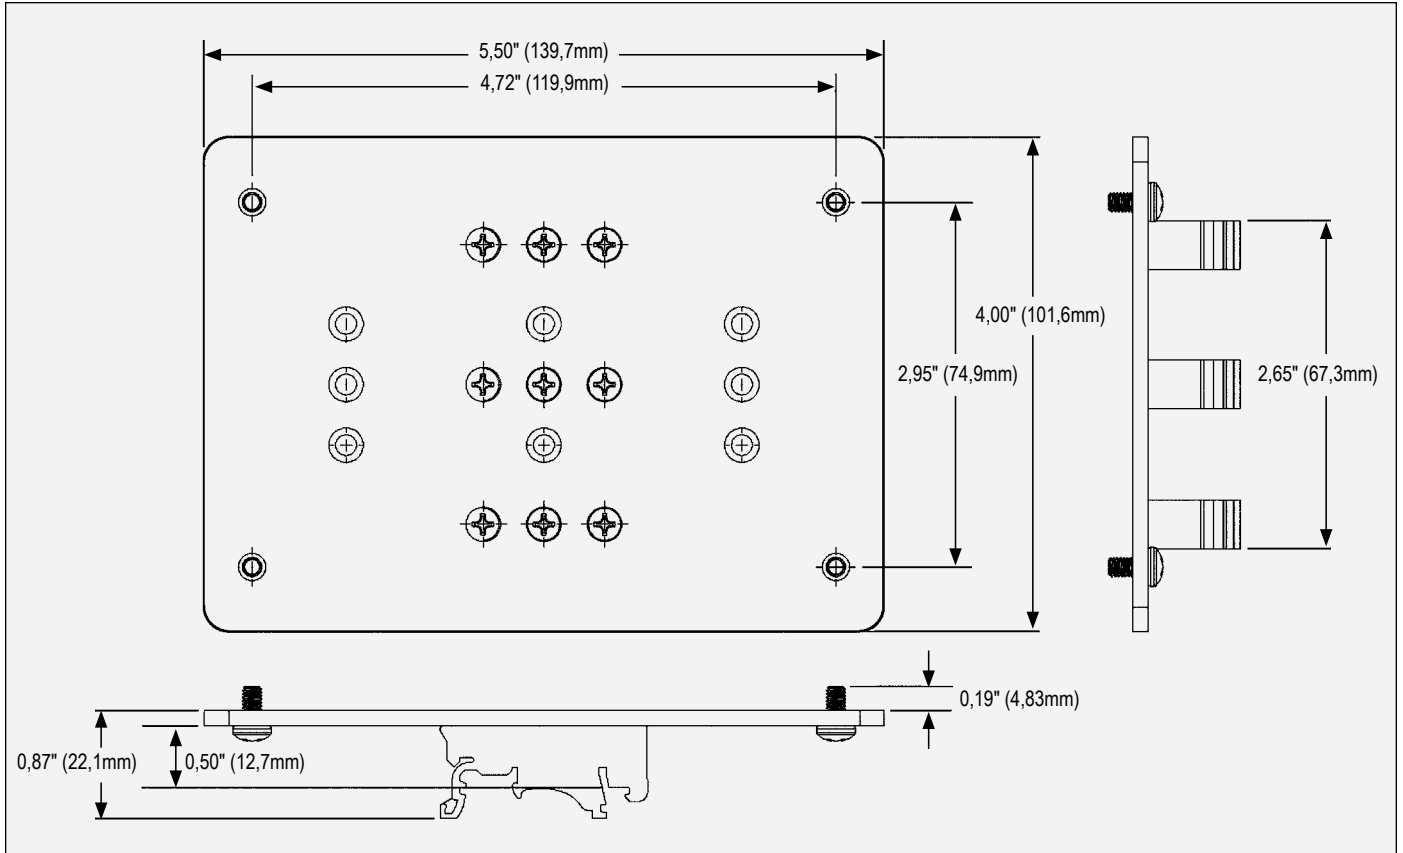 5,50" (139,7mm)
4,72" (119,9mm)
4,00" (101,6mm)
2,95" (74,9mm)
2,65" (67,3mm)
0,19" (4,83mm)
0,87" (22,1mm)
0,50" (12,7mm)